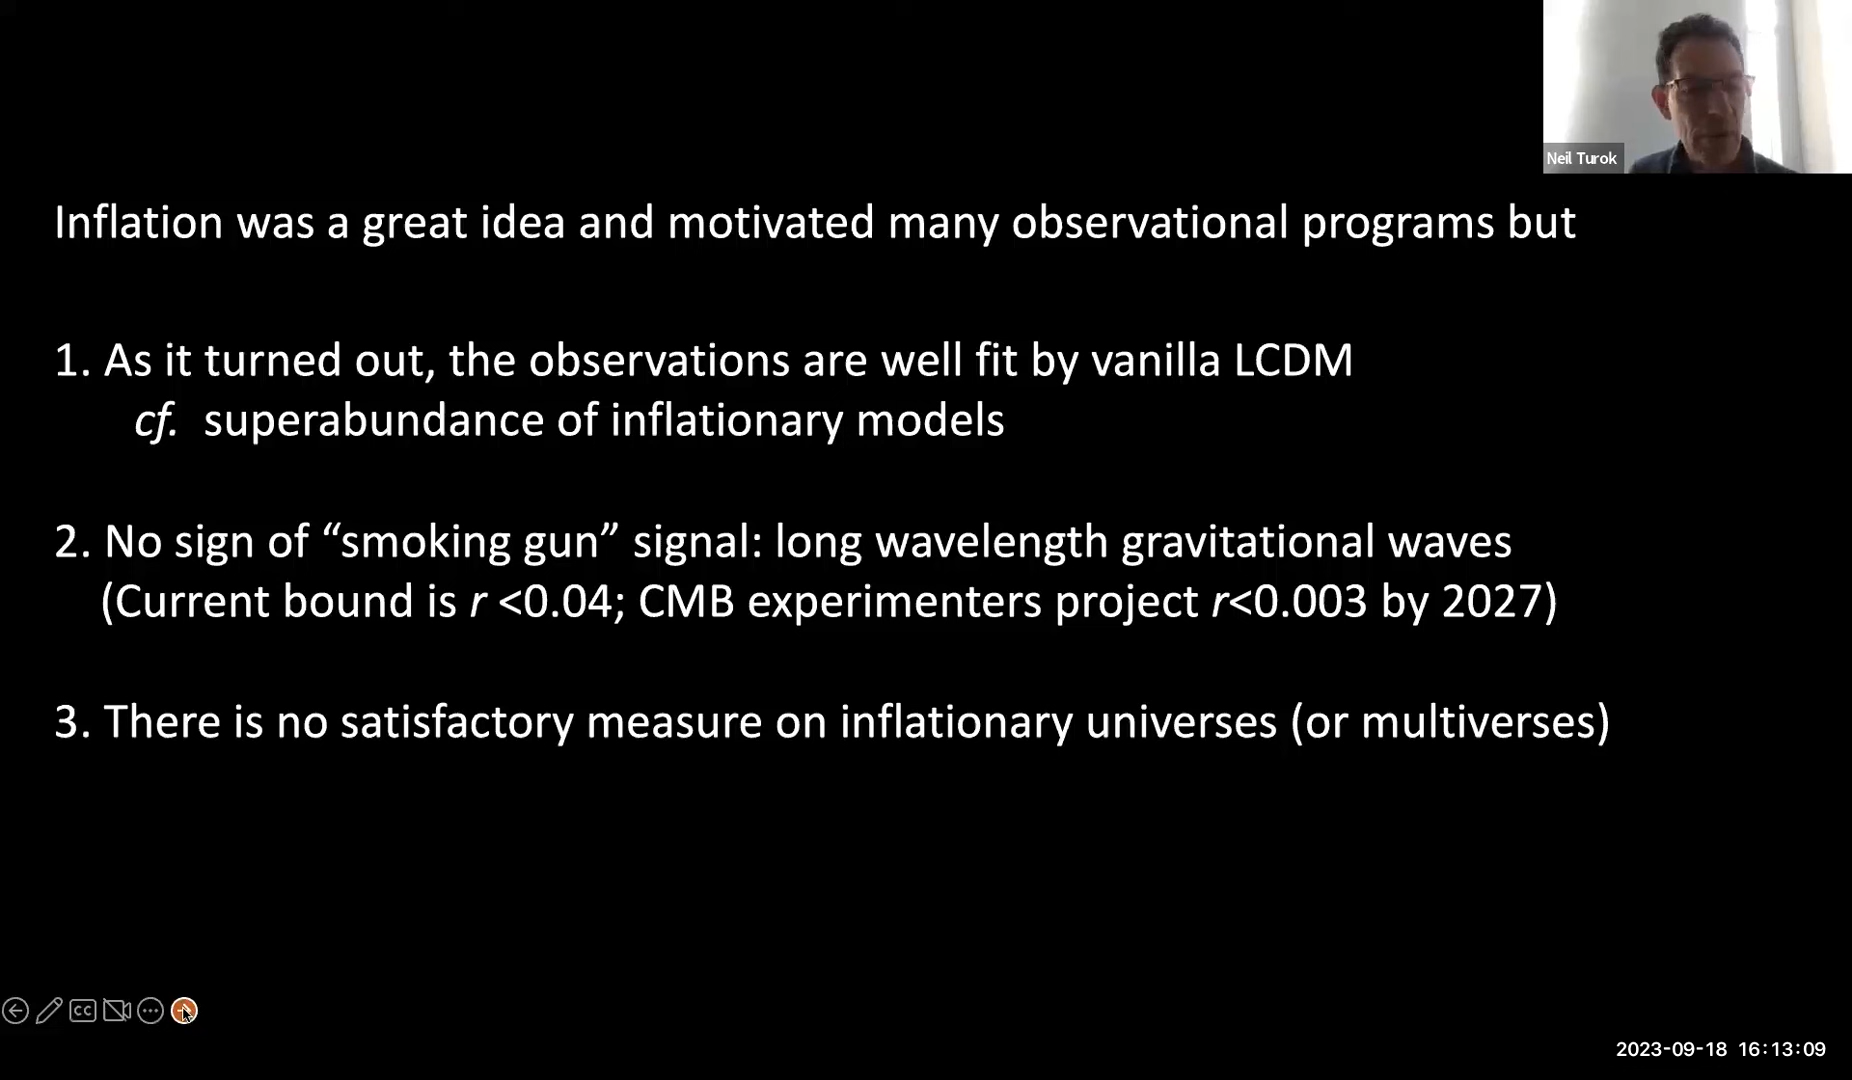 Neil Turok
Inflation was a great idea and motivated many observational programs but
1. As it turned out, the observations are well fit by vanilla LCDM
cf. superabundance of inflationary models
2. No sign of “smoking gun” signal: long wavelength gravitational waves
(Current bound is r <0.04; CMB experimenters project r<0.003 by 2027)
3. There is no satisfactory measure on inflationary universes (or multiverses)
CC
2023-09-18 16:13:09